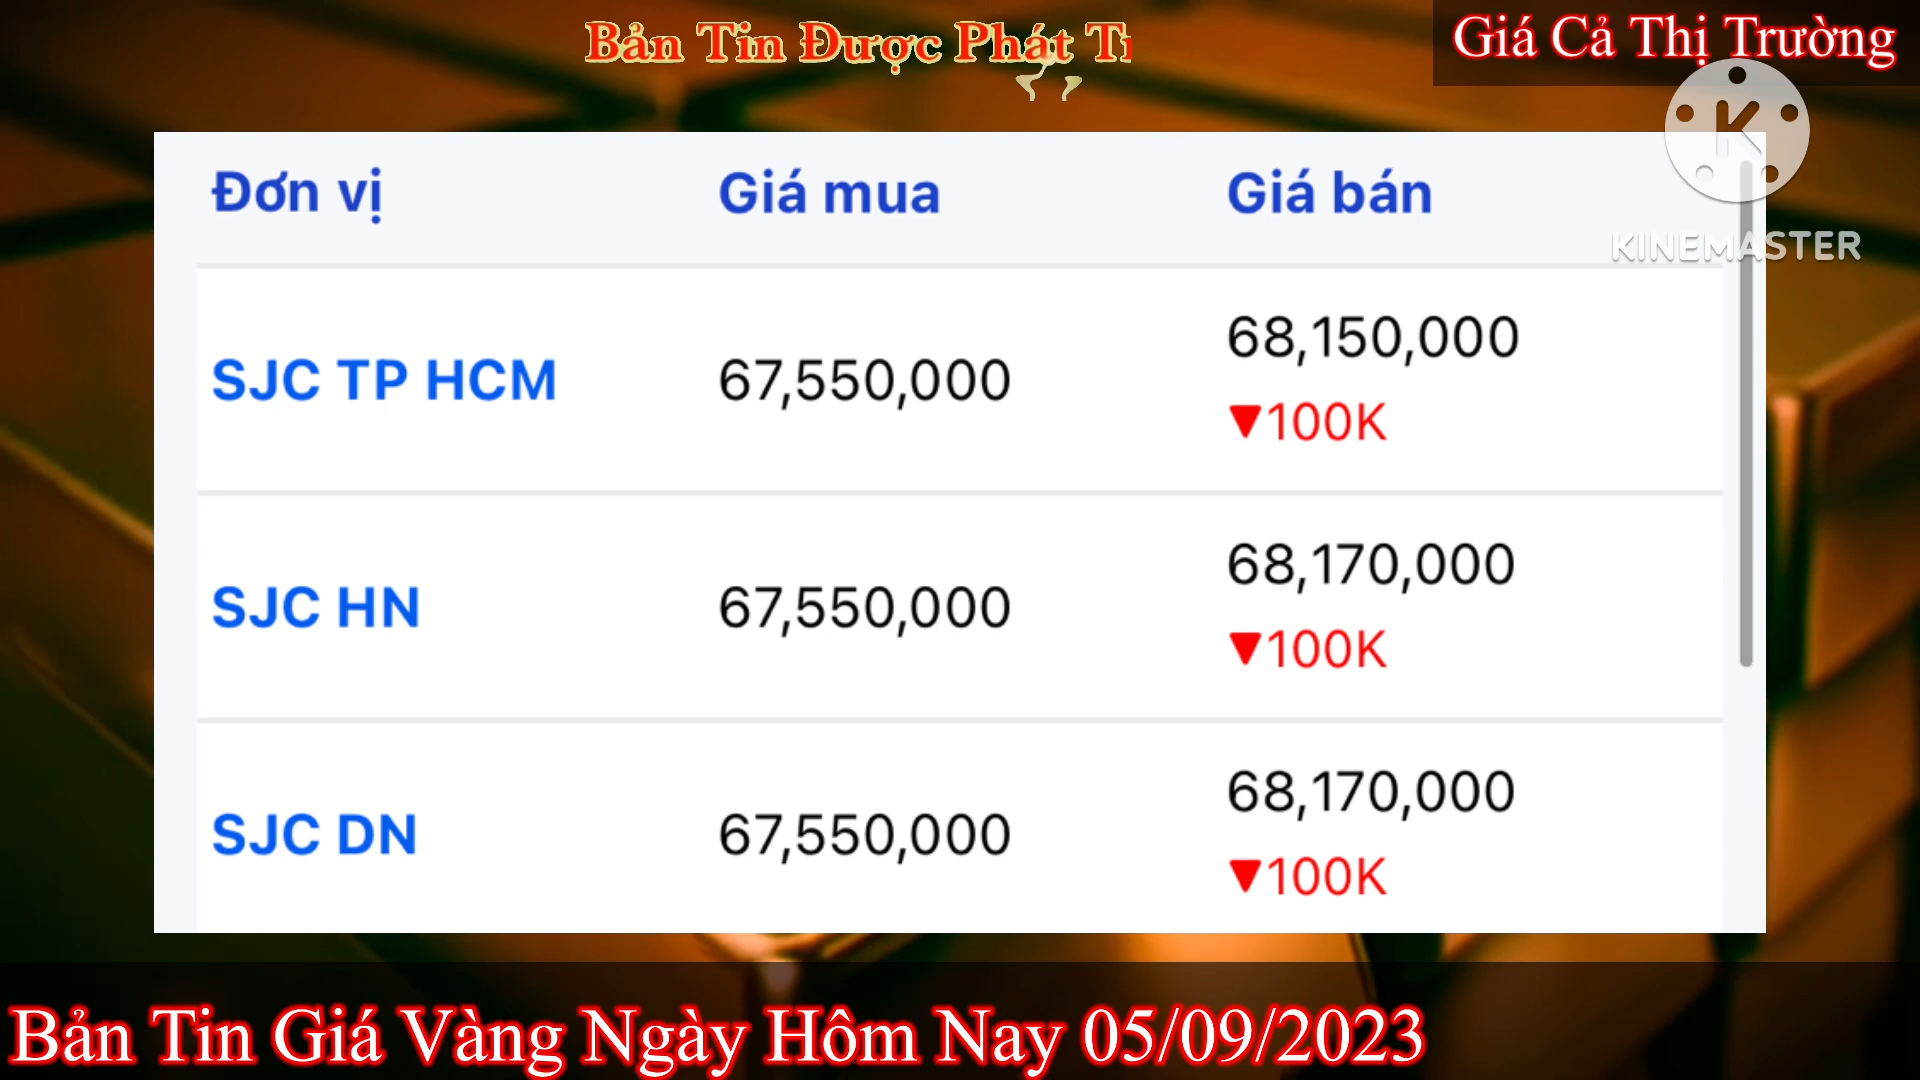 Bản Tin Được Phát
Giá Cả Thị Trường
K
KINEMASTER
Đơn vị Giá mua Giá bán
SJC TP HCM 67,550,000 68,150,000
▼100K
SJC HN 67,550,000 68,170,000
▼100K
SJC DN 67,550,000 68,170,000
▼100K
Bản Tin Giá Vàng Ngày Hôm Nay 05/09/2023